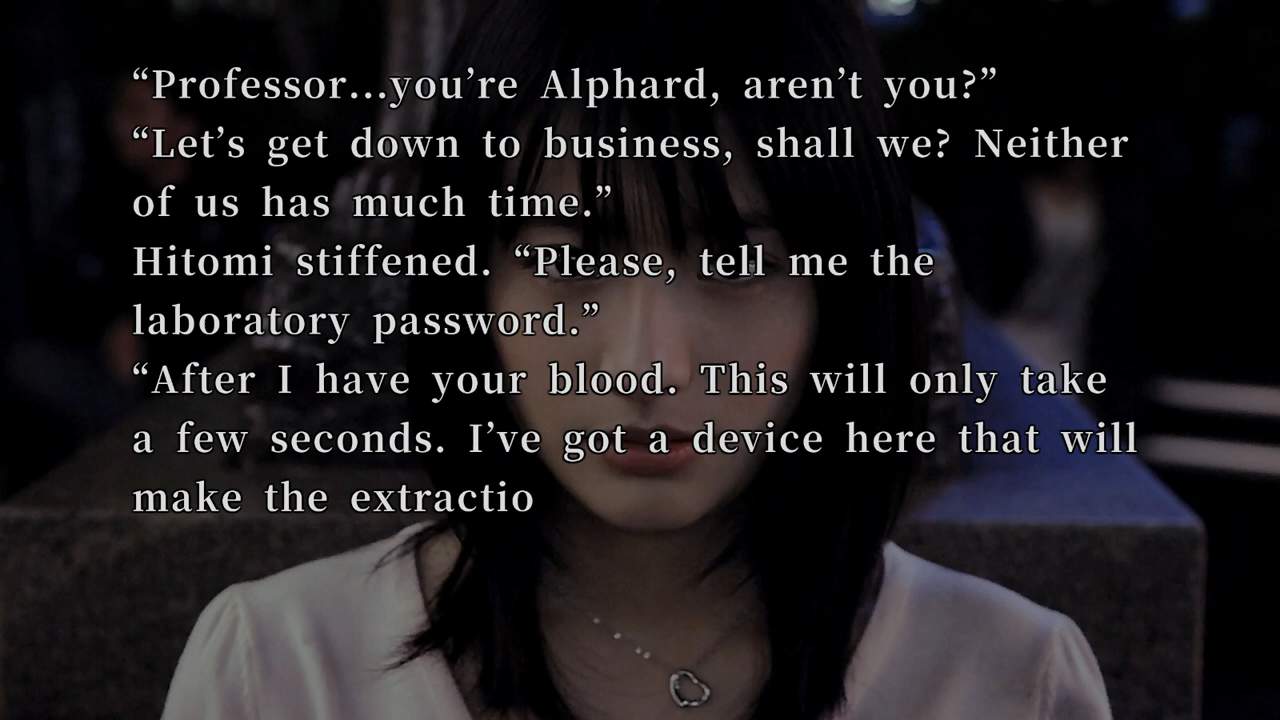 “Professor...you’re Alphard, aren’t you?”
“Let’s get down to business, shall we? Neither
of us has much time.”
Hitomi stiffened. “Please, tell me the
laboratory password.”
“After I have your blood. This will only take
a few seconds. I’ve got a device here that will
make the extractio